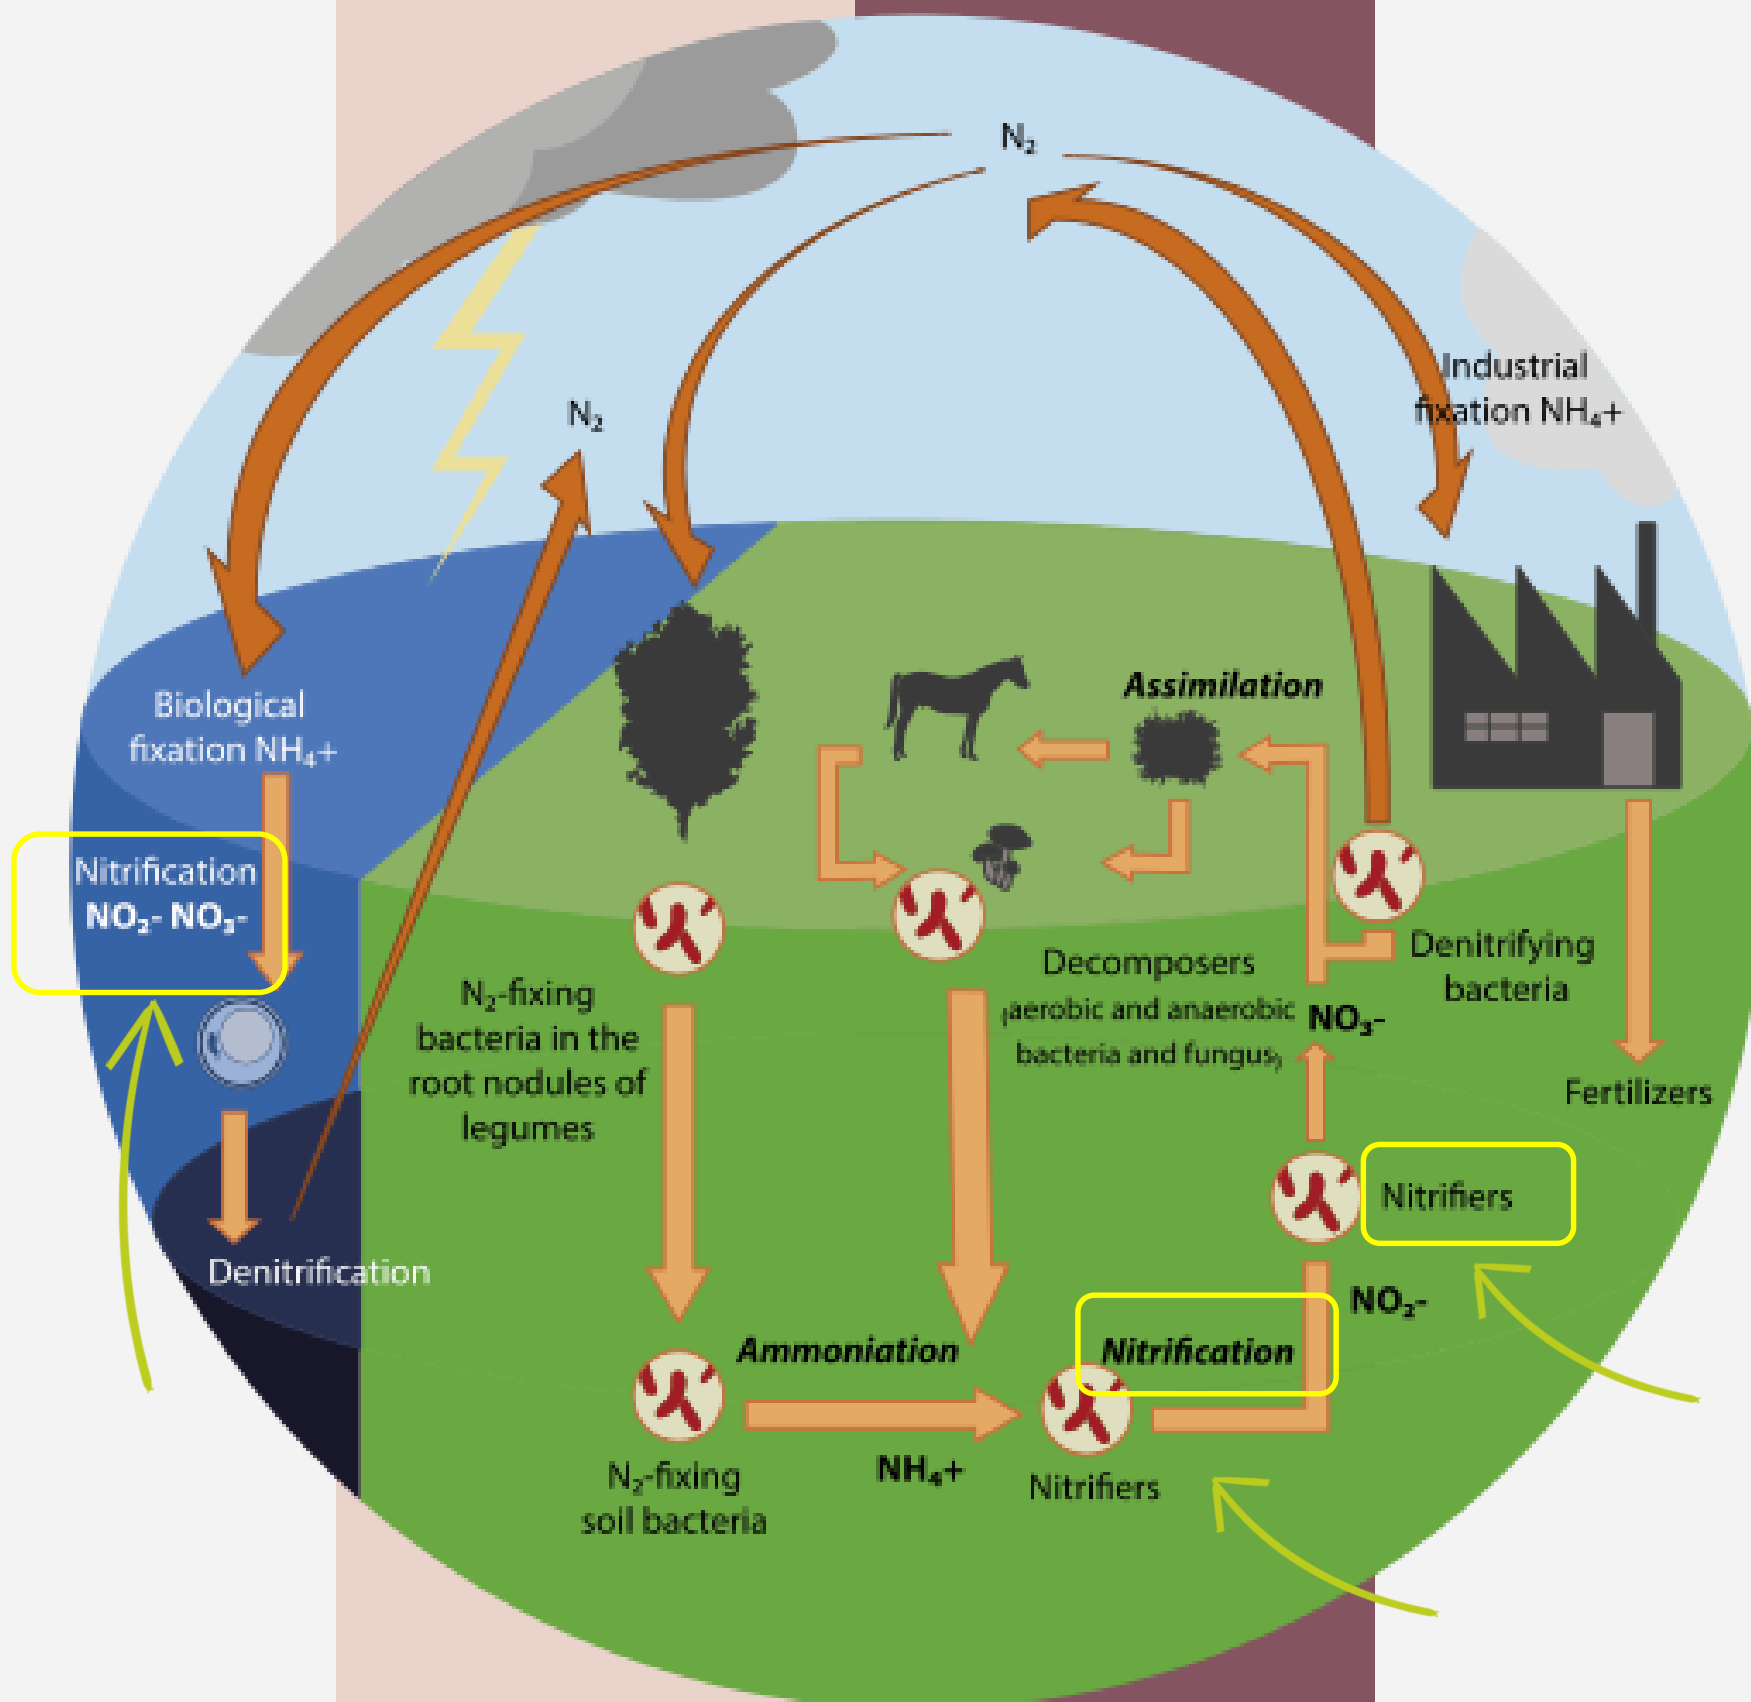 N₂
Industrial
fixation NH₄+
N₂
Biological
fixation NH₄+
Assimilation
Nitrification
NO₂- NO₃-
N₂-fixing
bacteria in the
root nodules of
legumes
Decomposers
(aerobic and anaerobic
bacteria and fungus)
NO₃-
Denitrifying
bacteria
Fertilizers
Nitrifiers
NO₂-
Denitrification
Ammoniation
Nitrification
NH₄+
N₂-fixing
soil bacteria
Nitrifiers